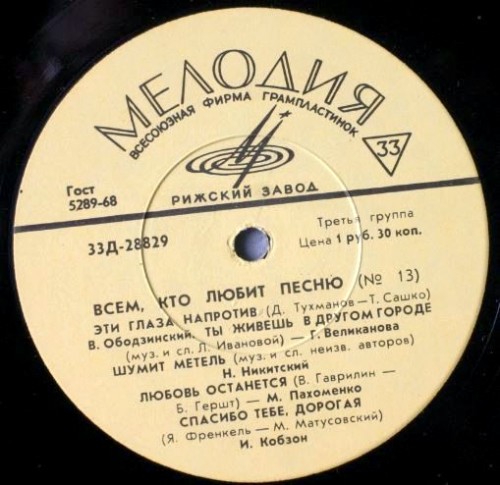 МЕЛОДИЯ
ВСЕСОЮЗНАЯ ФИРМА ГРАМПЛАСТИНОК
33
Гост
5289-68
РИЖСКИЙ ЗАВОД
33Д-28829
Третья группа
Цена 1 руб. 30 коп.
ВСЕМ, КТО ЛЮБИТ ПЕСНЮ (№ 13)
ЭТИ ГЛАЗА НАПРОТИВ (Д. Тухманов–Т. Сашко)
В. Ободзинский. ТЫ ЖИВЕШЬ В ДРУГОМ ГОРОДЕ
(муз. и сл. Л. Ивановой) — Г. Великанова
ШУМИТ МЕТЕЛЬ (муз. и сл. неизв. авторов)
Н. Никитский
ЛЮБОВЬ ОСТАНЕТСЯ (В. Гаврилин –
Б. Гершт) — М. Пахоменко
СПАСИБО ТЕБЕ, ДОРОГАЯ
(Я. Френкель — М. Матусовский)
И. Кобзон